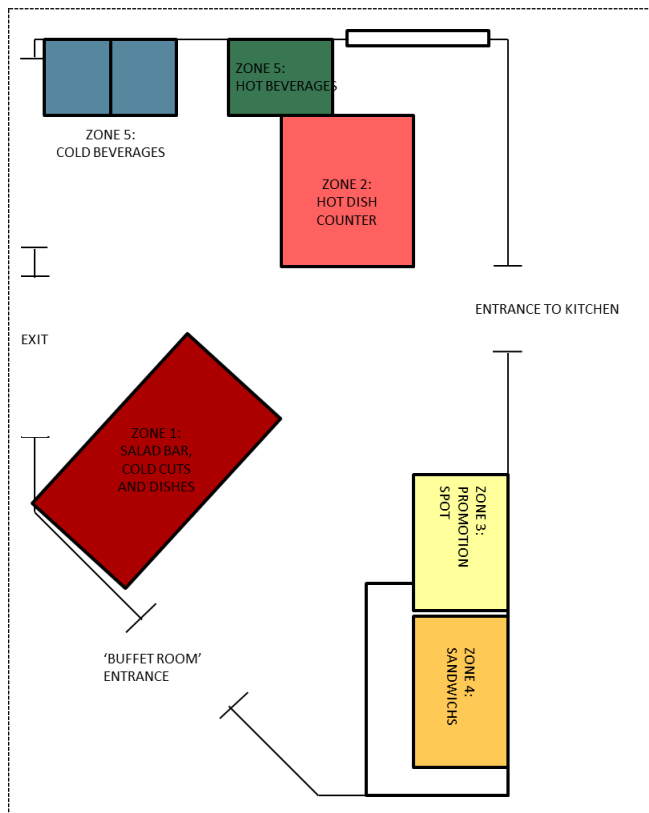 ZONE 5:
HOT BEVERAGES
ZONE 5:
COLD BEVERAGES
ZONE 2:
HOT DISH
COUNTER
ENTRANCE TO KITCHEN
EXIT
ZONE 1:
SALAD BAR,
COLD CUTS
AND DISHES
ZONE 3:
PROMOTION
SPOT
ZONE 4:
SANDWICHS
‘BUFFET ROOM’
ENTRANCE